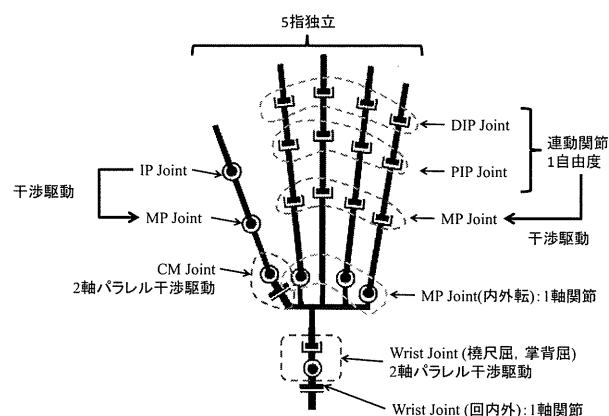 5指独立
DIP Joint
連動関節
1自由度
PIP Joint
IP Joint
干渉駆動
MP Joint
MP Joint
干渉駆動
CM Joint
2軸パラレル干渉駆動
MP Joint(内外転):1軸関節
Wrist Joint (橈尺屈, 掌背屈)
2軸パラレル干渉駆動
Wrist Joint (回内外):1軸関節